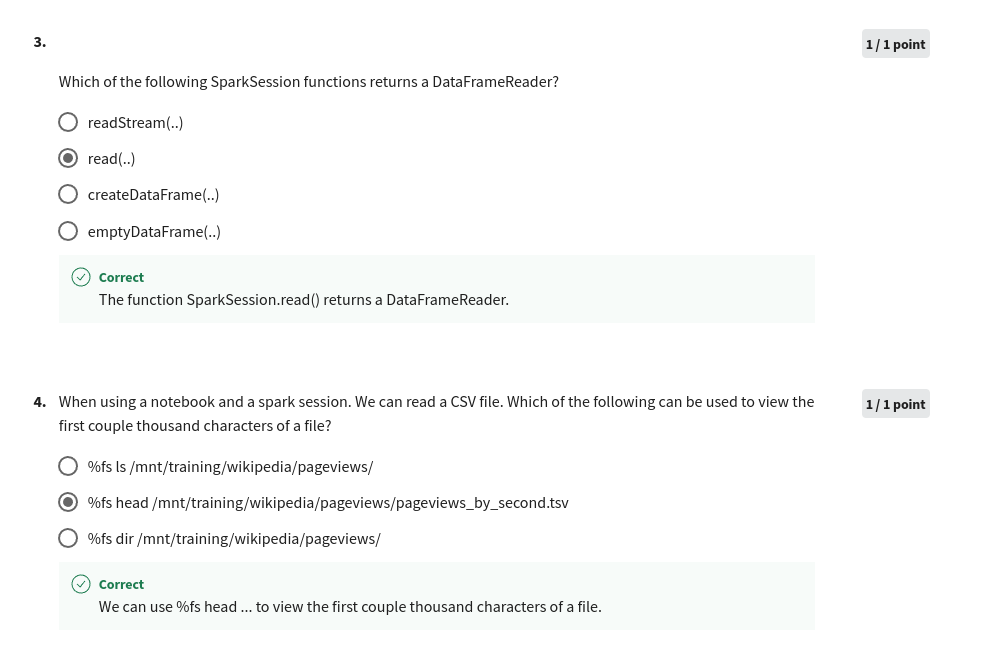 3.
1 / 1 point
Which of the following SparkSession functions returns a DataFrameReader?
readStream(..)
read(..)
createDataFrame(..)
emptyDataFrame(..)
Correct
The function SparkSession.read() returns a DataFrameReader.
4. When using a notebook and a spark session. We can read a CSV file. Which of the following can be used to view the
first couple thousand characters of a file?
1 / 1 point
%fs ls /mnt/training/wikipedia/pageviews/
%fs head /mnt/training/wikipedia/pageviews/pageviews_by_second.tsv
%fs dir /mnt/training/wikipedia/pageviews/
Correct
We can use %fs head ... to view the first couple thousand characters of a file.